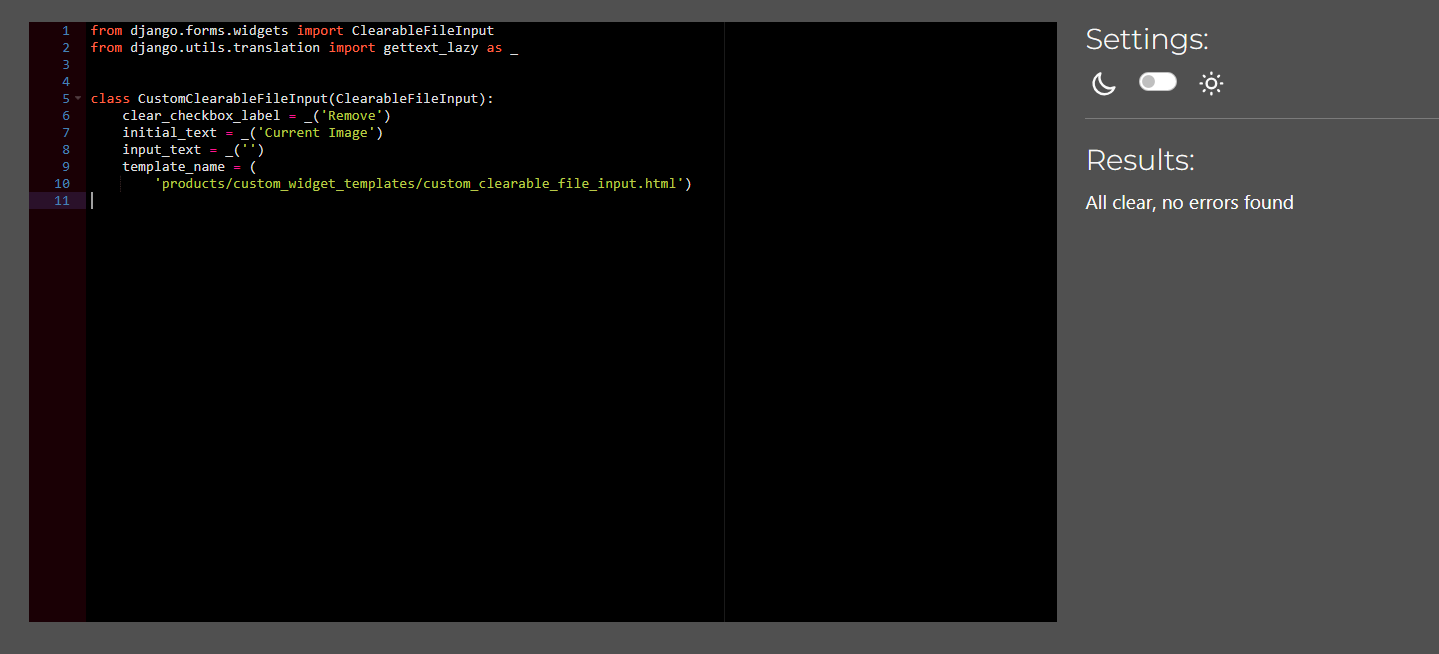 1 from django.forms.widgets import ClearableFileInput
2 from django.utils.translation import gettext_lazy as _
3
4
5 class CustomClearableFileInput(ClearableFileInput):
6     clear_checkbox_label = _('Remove')
7     initial_text = _('Current Image')
8     input_text = _('')
9     template_name = (
10         'products/custom_widget_templates/custom_clearable_file_input.html')
11
Settings:
Results:
All clear, no errors found